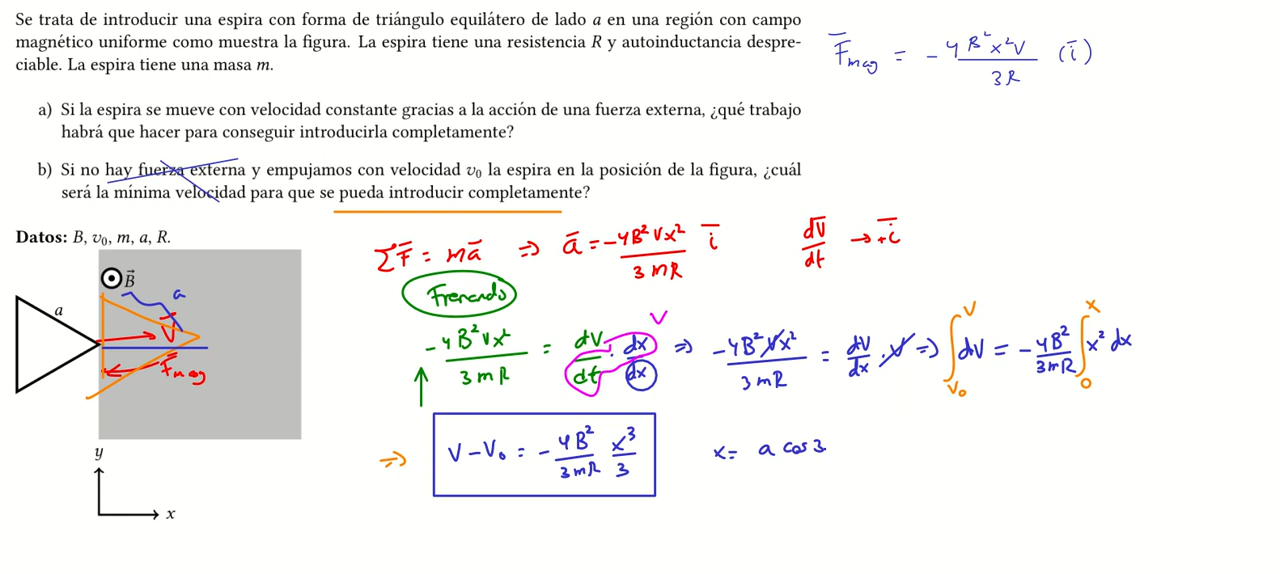 Se trata de introducir una espira con forma de triángulo equilátero de lado a en una región con campo
magnético uniforme como muestra la figura. La espira tiene una resistencia R y autoinductancia despre-
ciable. La espira tiene una masa m.
F̄mag = - 4B²x²V / 3R (ī)
a) Si la espira se mueve con velocidad constante gracias a la acción de una fuerza externa, ¿qué trabajo
habrá que hacer para conseguir introducirla completamente?
b) Si no hay fuerza externa y empujamos con velocidad v₀ la espira en la posición de la figura, ¿cuál
será la mínima velocidad para que se pueda introducir completamente?
Datos: B, v₀, m, a, R.
ΣF̄ = mā ⇒ ā = -4B²Vx² / 3mR ī
dv̄/dt → +ī
Frenando
B⃗
a
a
V̄
F̄mag
-4B²Vx² / 3mR = dV/dt · dx/dx ⇒ -4B²Vx² / 3mR = dV/dx · V ⇒ ∫ V₀ V dV = -4B²/3mR ∫ 0 x x² dx
V
⇒ V-V₀ = - 4B²/3mR x³/3
x = a cos 3
y
x